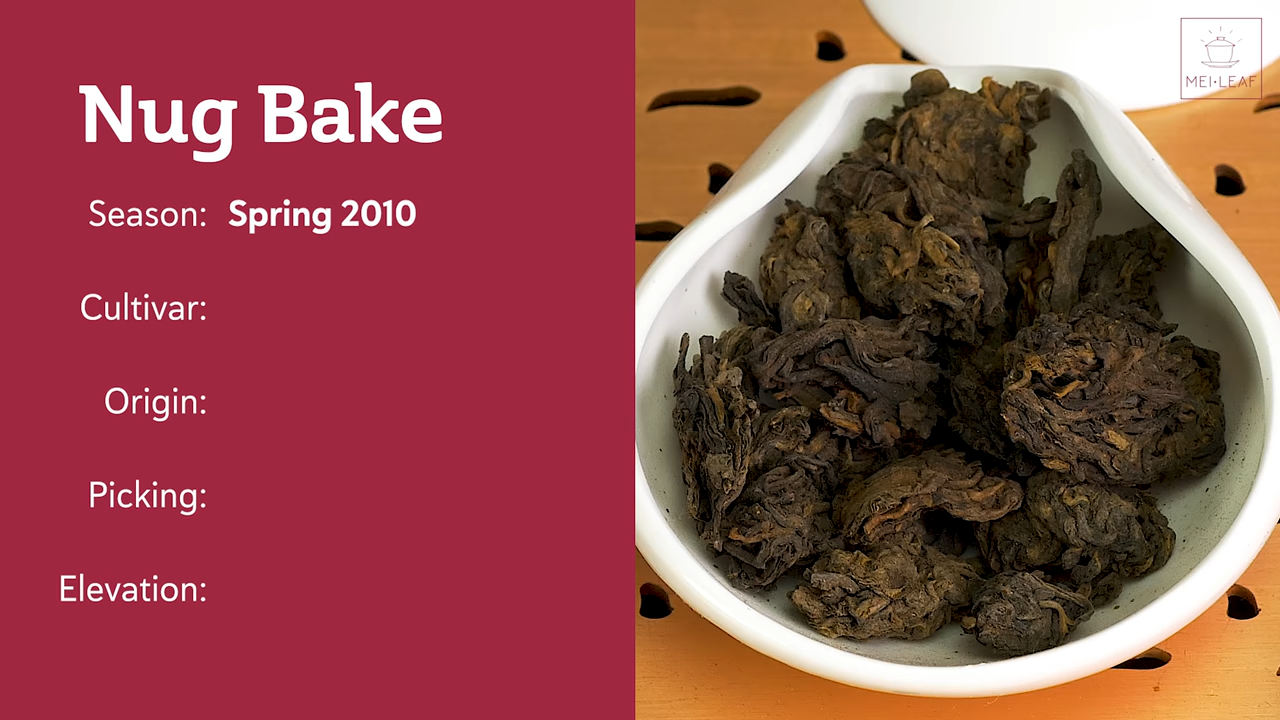 Nug Bake
Season: Spring 2010
Cultivar:
Origin:
Picking:
Elevation:
MEI·LEAF